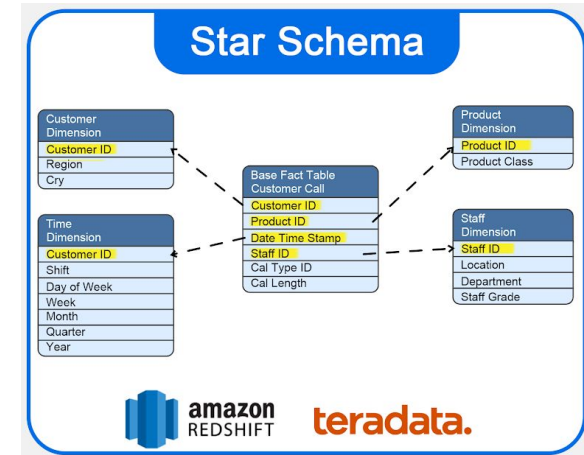 Star Schema
Customer
Dimension
Customer ID
Region
Cry
Time
Dimension
Customer ID
Shift
Day of Week
Week
Month
Quarter
Year
Base Fact Table
Customer Call
Customer ID
Product ID
Date Time Stamp
Staff ID
Cal Type ID
Cal Length
Product
Dimension
Product ID
Product Class
Staff
Dimension
Staff ID
Location
Department
Staff Grade
amazon
REDSHIFT
teradata.